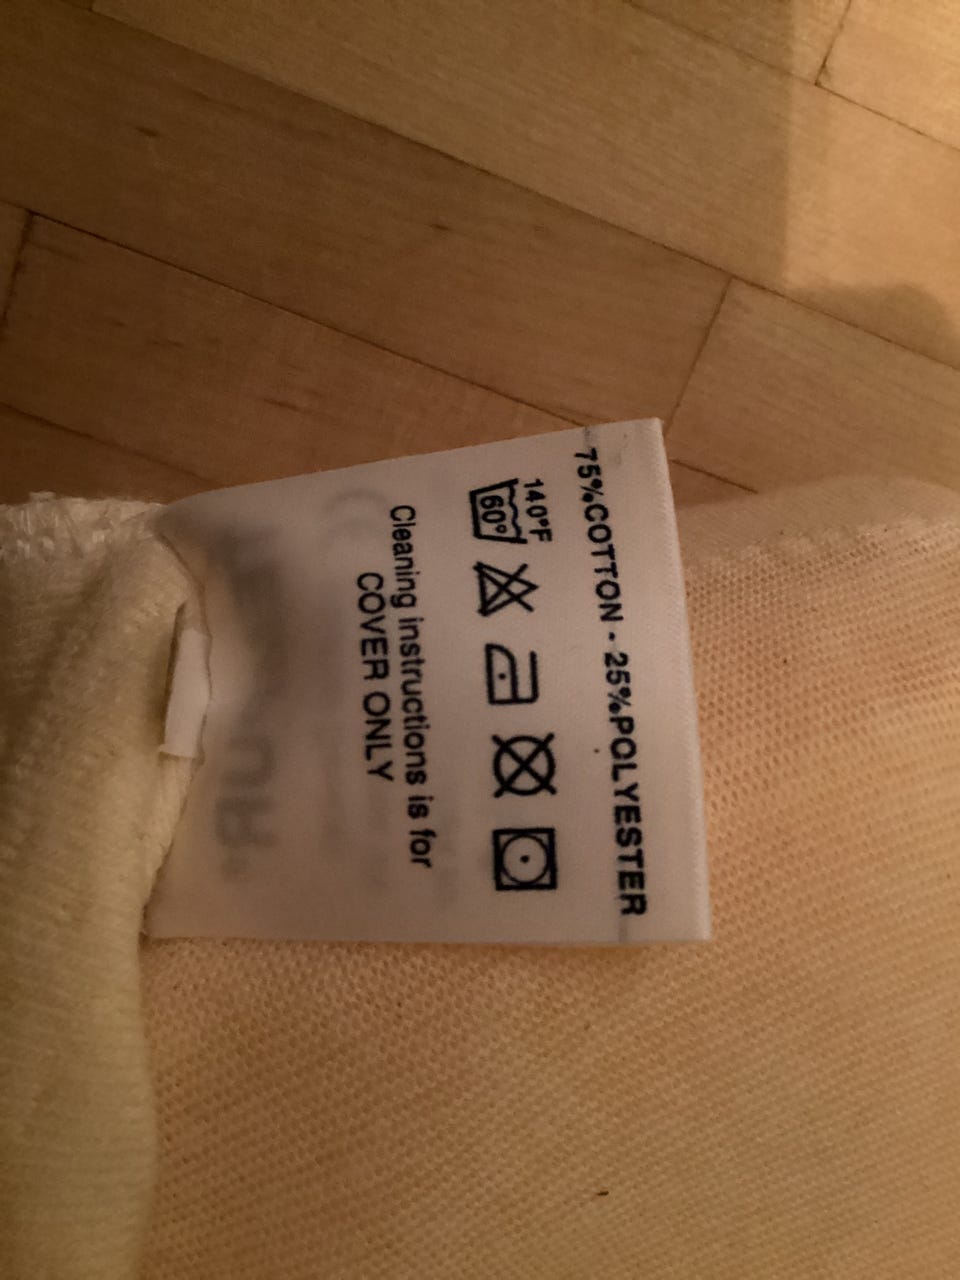 75%COTTON - 25%POLYESTER
140°F
60°
Cleaning instructions is for
COVER ONLY